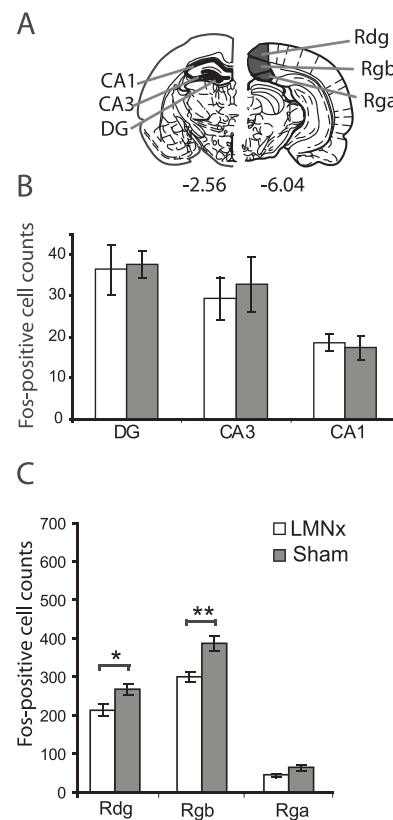 A
CA1
CA3
DG
Rdg
Rgb
Rga
-2.56 -6.04
B
Fos-positive cell counts
40
30
20
10
0
DG CA3 CA1
C
Fos-positive cell counts
700
600
500
400
300
200
100
0
LMNx
Sham
*
**
Rdg Rgb Rga